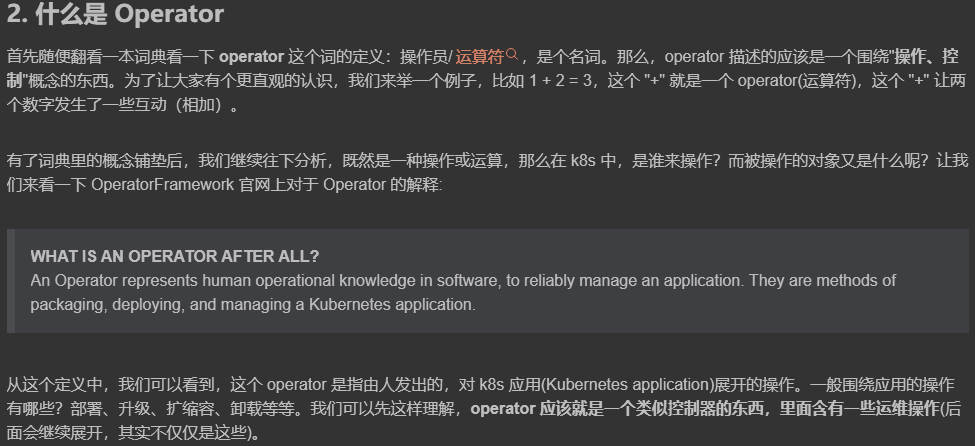 2. 什么是 Operator
首先随便翻看一本词典看一下 operator 这个词的定义：操作员/ 运算符 ，是个名词。那么，operator 描述的应该是一个围绕"操作、控
制"概念的东西。为了让大家有个更直观的认识，我们来举一个例子，比如 1 + 2 = 3，这个 "+" 就是一个 operator(运算符)，这个 "+" 让两
个数字发生了一些互动（相加）。
有了词典里的概念铺垫后，我们继续往下分析，既然是一种操作或运算，那么在 k8s 中，是谁来操作？而被操作的对象又是什么呢？让我
们来看一下 OperatorFramework 官网上对于 Operator 的解释:
WHAT IS AN OPERATOR AFTER ALL?
An Operator represents human operational knowledge in software, to reliably manage an application. They are methods of
packaging, deploying, and managing a Kubernetes application.
从这个定义中，我们可以看到，这个 operator 是指由人发出的，对 k8s 应用(Kubernetes application)展开的操作。一般围绕应用的操作
有哪些？部署、升级、扩缩容、卸载等等。我们可以先这样理解，operator 应该就是一个类似控制器的东西，里面含有一些运维操作(后
面会继续展开，其实不仅仅是这些)。